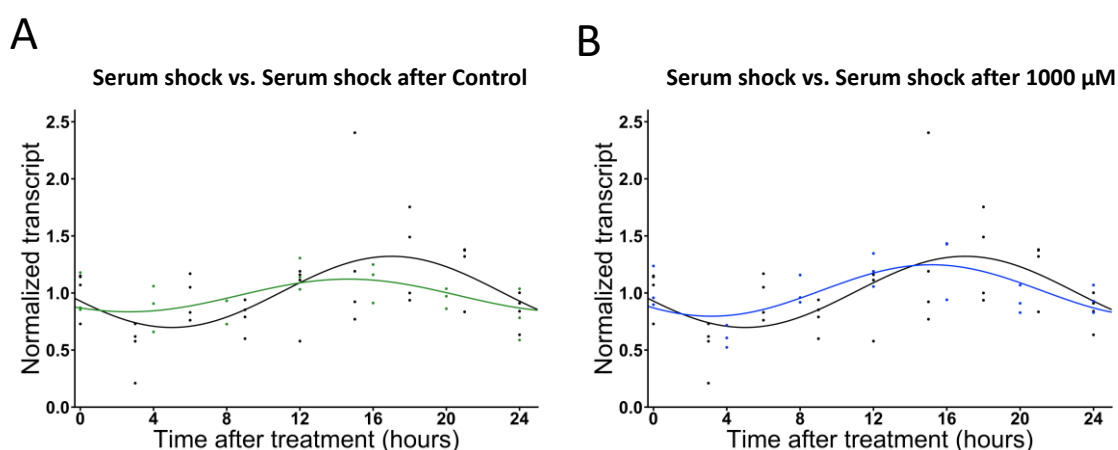 A
Serum shock vs. Serum shock after Control
Normalized transcript
2.5
2.0
1.5
1.0
0.5
0.0
0 4 8 12 16 20 24
Time after treatment (hours)
B
Serum shock vs. Serum shock after 1000 µM
Normalized transcript
2.5
2.0
1.5
1.0
0.5
0.0
0 4 8 12 16 20 24
Time after treatment (hours)